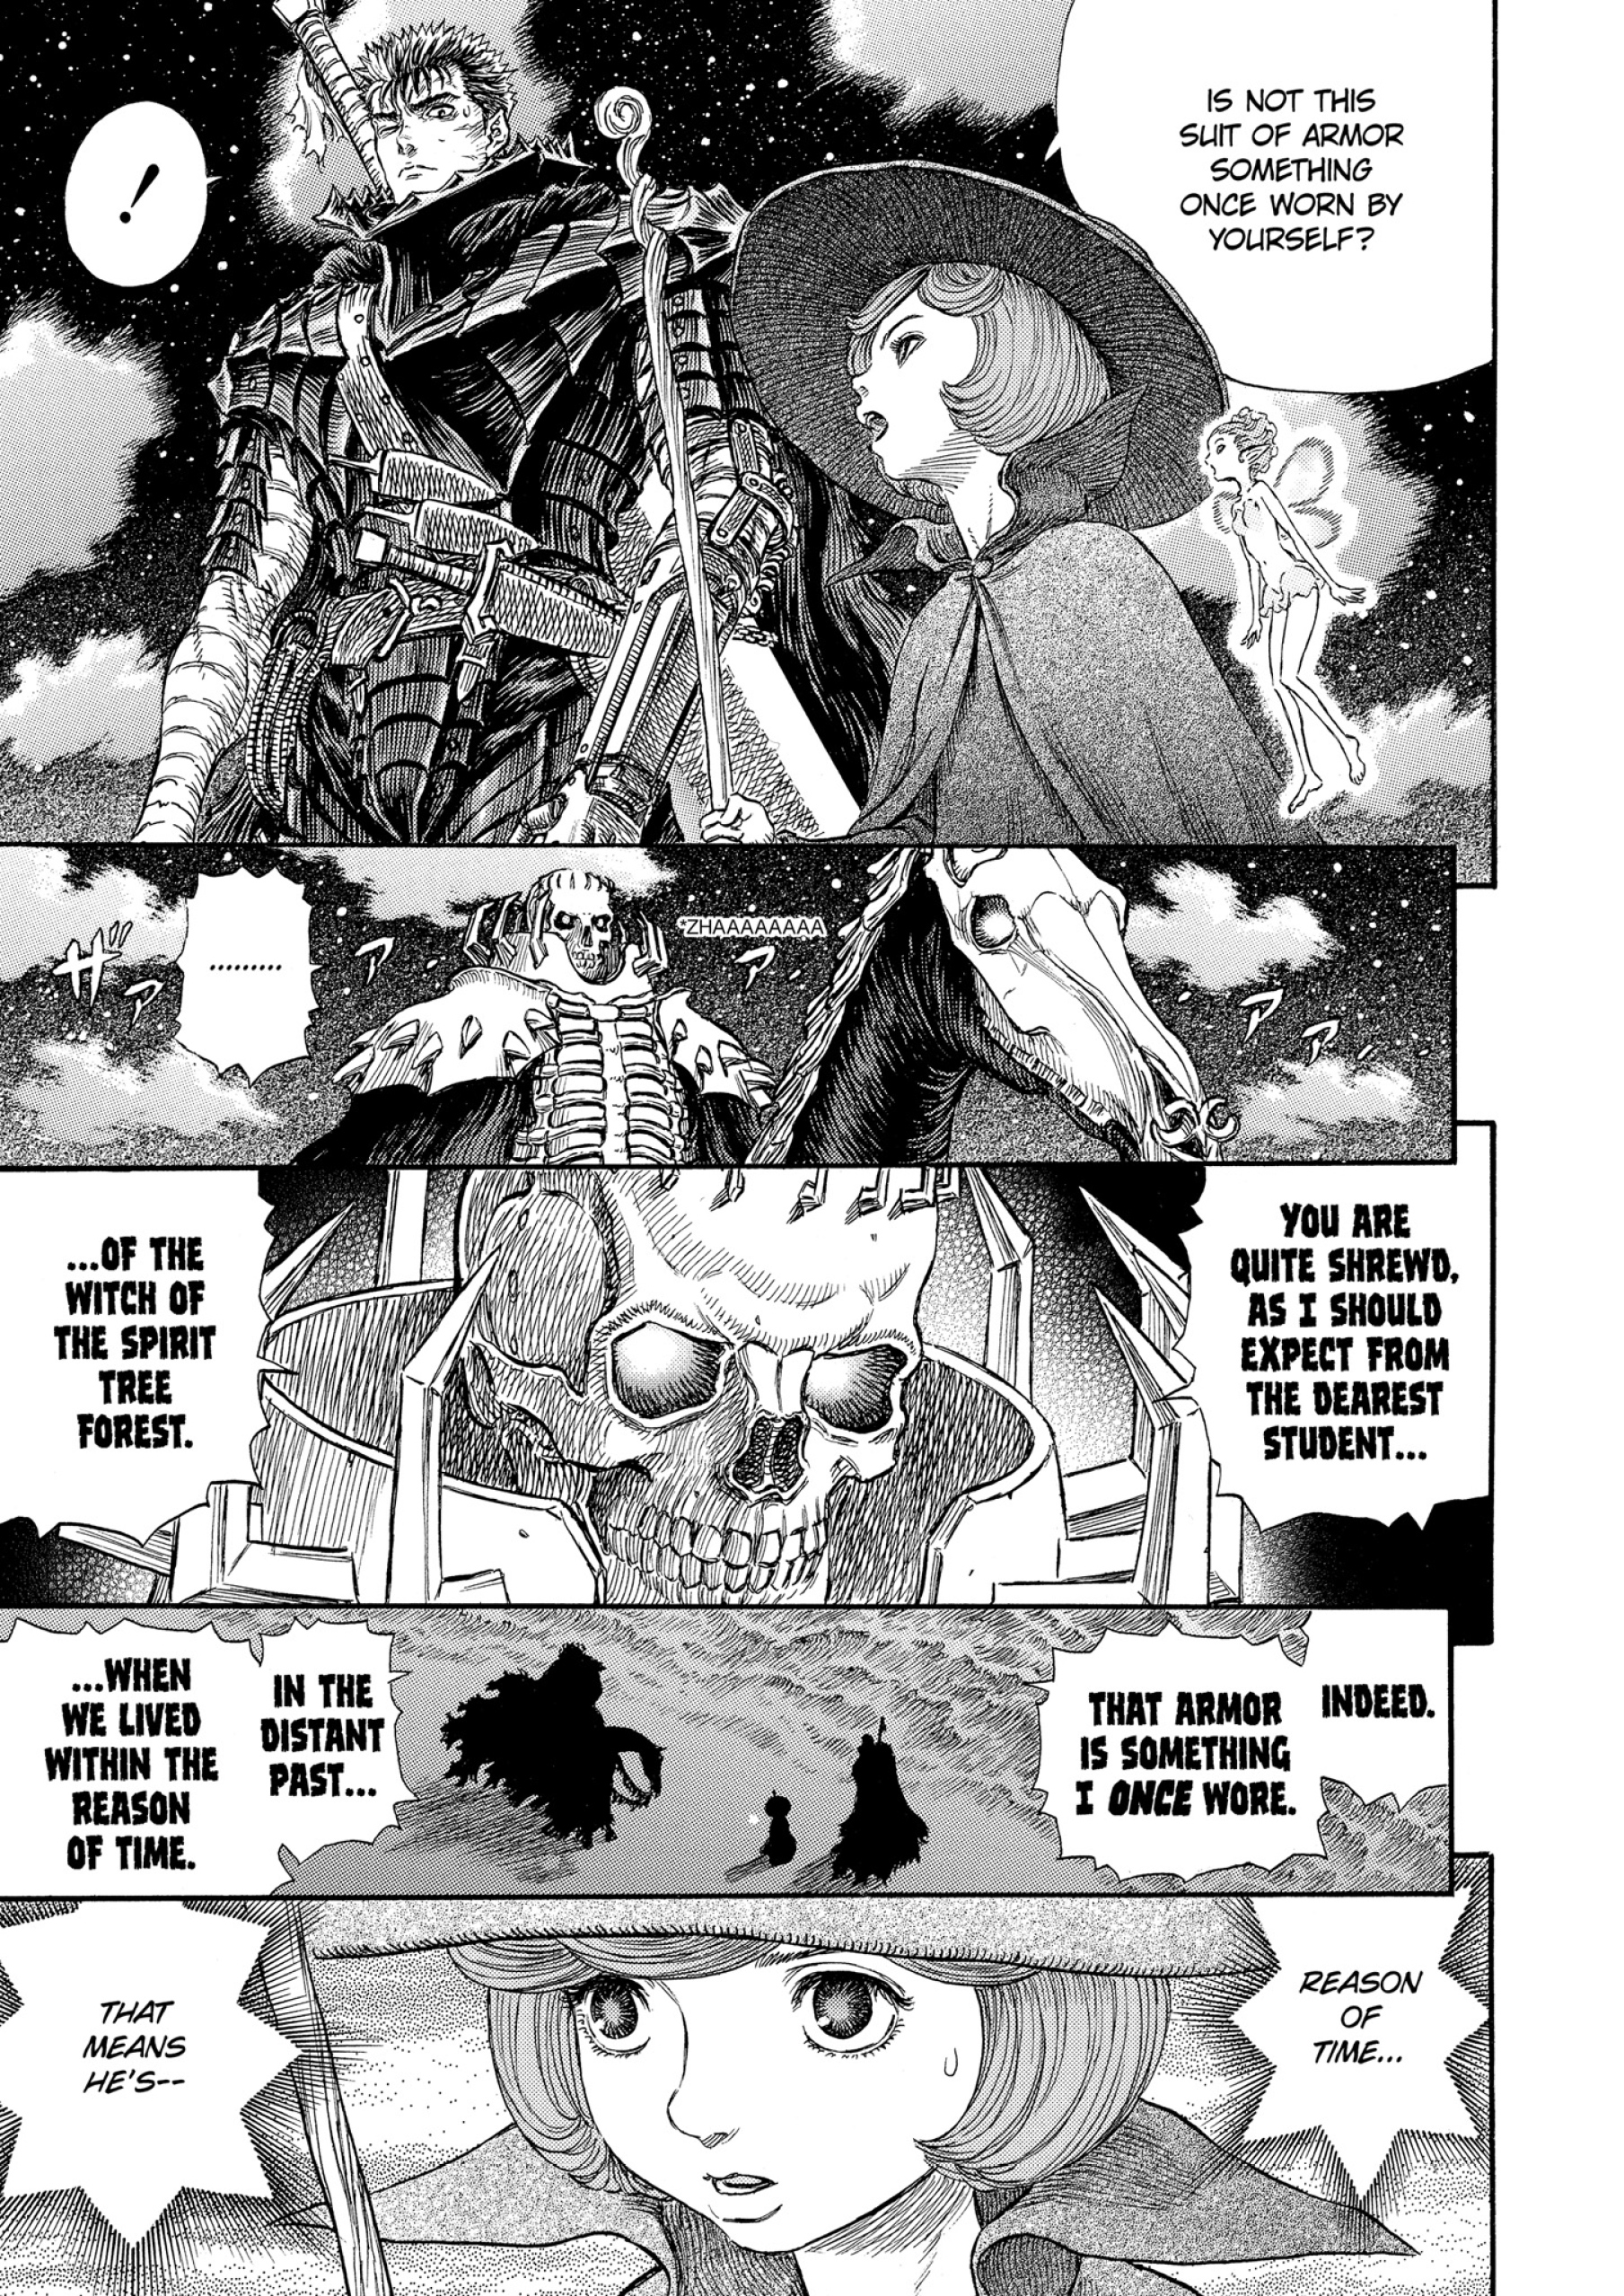 IS NOT THIS
SUIT OF ARMOR
SOMETHING
ONCE WORN BY
YOURSELF?
!
*ZHAAAAAAAAA
ア
ア
ア
ア
ザァ
.........
YOU ARE
QUITE SHREWD,
AS I SHOULD
EXPECT FROM
THE DEAREST
STUDENT...
...OF THE
WITCH OF
THE SPIRIT
TREE
FOREST.
INDEED.
THAT ARMOR
IS SOMETHING
I ONCE WORE.
IN THE
DISTANT
PAST...
...WHEN
WE LIVED
WITHIN THE
REASON
OF TIME.
REASON
OF
TIME...
THAT
MEANS
HE'S--